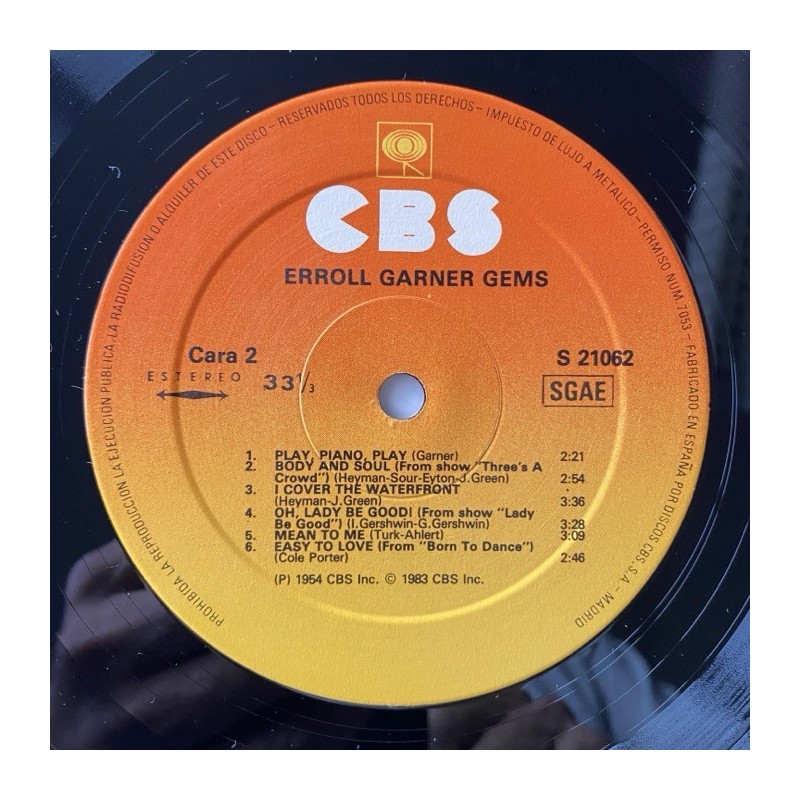 PROHIBIDA LA REPRODUCCION, LA EJECUCION PUBLICA, LA RADIODIFUSION O ALQUILER DE ESTE DISCO – RESERVADOS TODOS LOS DERECHOS – IMPUESTO DE LUJO A METALICO – PERMISO NUM. 7053 – FABRICADO EN ESPAÑA POR DISCOS CBS, S.A. – MADRID
CBS
ERROLL GARNER GEMS
Cara 2 S 21062
ESTEREO 33 1/3 SGAE
1. PLAY, PIANO, PLAY (Garner) 2:21
2. BODY AND SOUL (From show "Three's A
Crowd") (Heyman-Sour-Eyton-J.Green) 2:54
3. I COVER THE WATERFRONT
(Heyman-J.Green) 3:36
4. OH, LADY BE GOOD! (From show "Lady
Be Good") (I.Gershwin-G.Gershwin) 3:28
5. MEAN TO ME (Turk-Ahlert) 3:09
6. EASY TO LOVE (From "Born To Dance")
(Cole Porter) 2:46
(P) 1954 CBS Inc. © 1983 CBS Inc.